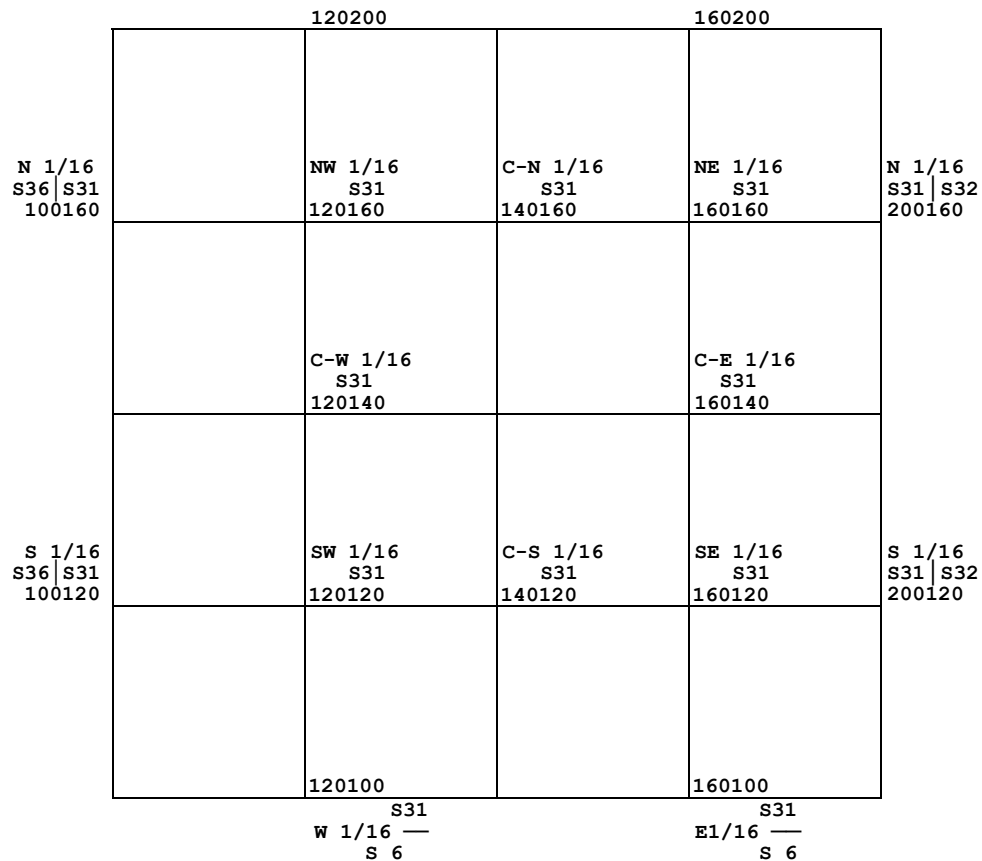 120200 160200
N 1/16 NW 1/16 C-N 1/16 NE 1/16 N 1/16
S36|S31 S31 S31 S31 S31|S32
100160 120160 140160 160160 200160
C-W 1/16 C-E 1/16
S31 S31
120140 160140
S 1/16 SW 1/16 C-S 1/16 SE 1/16 S 1/16
S36|S31 S31 S31 S31 S31|S32
100120 120120 140120 160120 200120
120100 160100
S31 S31
W 1/16 — E1/16 —
S 6 S 6